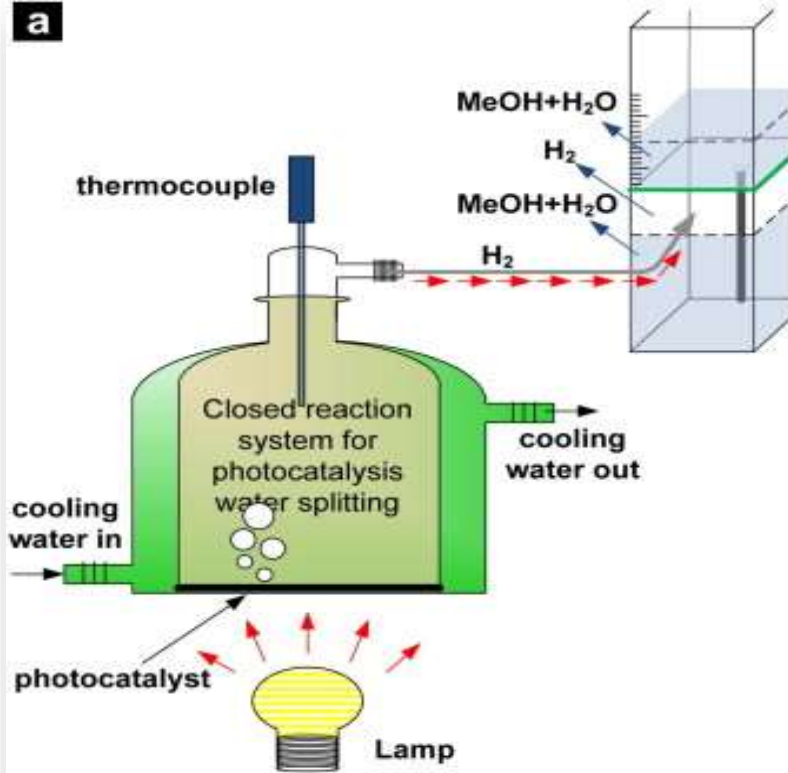 a
MeOH+H₂O
H₂
thermocouple
MeOH+H₂O
H₂
Closed reaction
system for
photocatalysis
water splitting
cooling
water out
cooling
water in
photocatalyst
Lamp